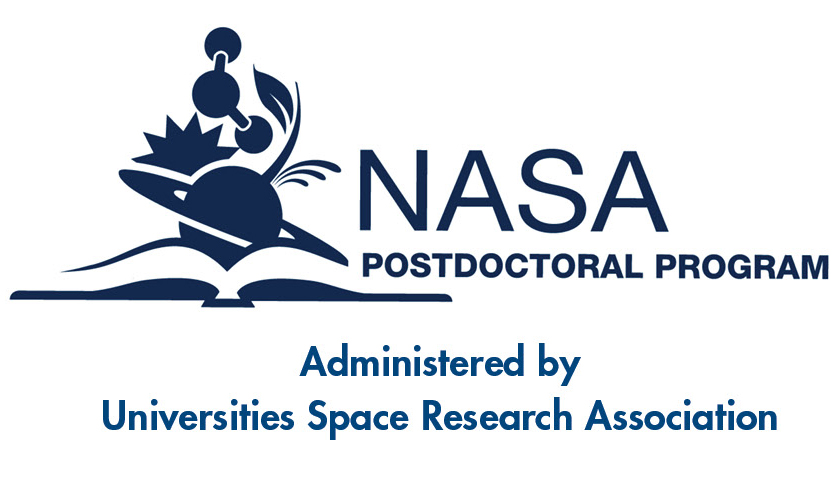 NASA
POSTDOCTORAL PROGRAM
Administered by
Universities Space Research Association